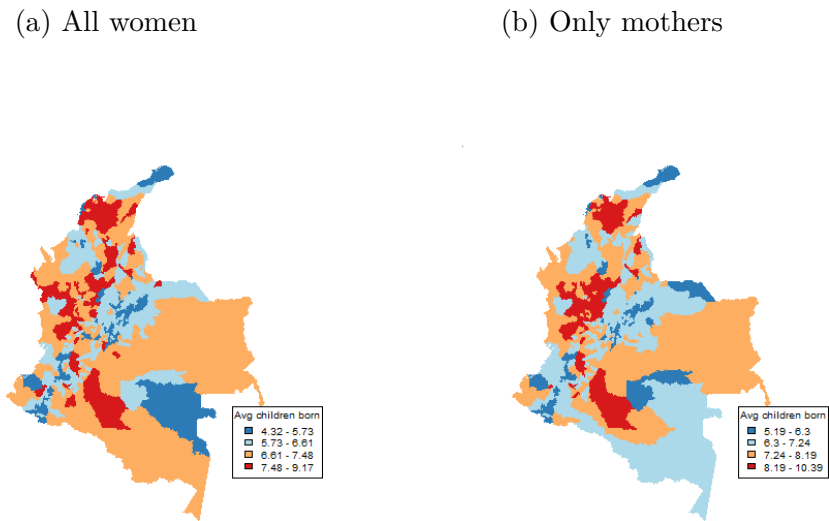 (a) All women
(b) Only mothers
Avg children born
4.32 - 5.73
5.73 - 6.61
6.61 - 7.48
7.48 - 9.17
Avg children born
5.19 - 6.3
6.3 - 7.24
7.24 - 8.19
8.19 - 10.39